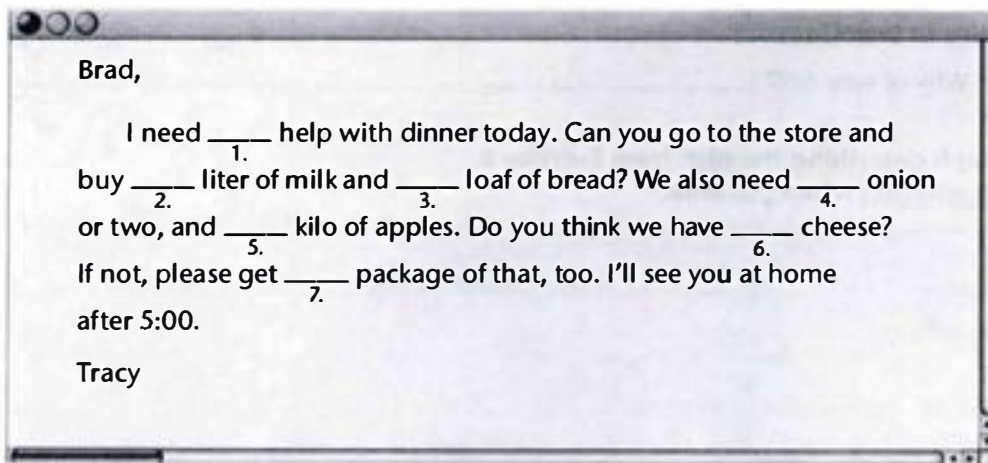 Brad,
I need ____ help with dinner today. Can you go to the store and
1.
buy ____ liter of milk and ____ loaf of bread? We also need ____ onion
2. 3. 4.
or two, and ____ kilo of apples. Do you think we have ____ cheese?
5. 6.
If not, please get ____ package of that, too. I'll see you at home
7.
after 5:00.
Tracy